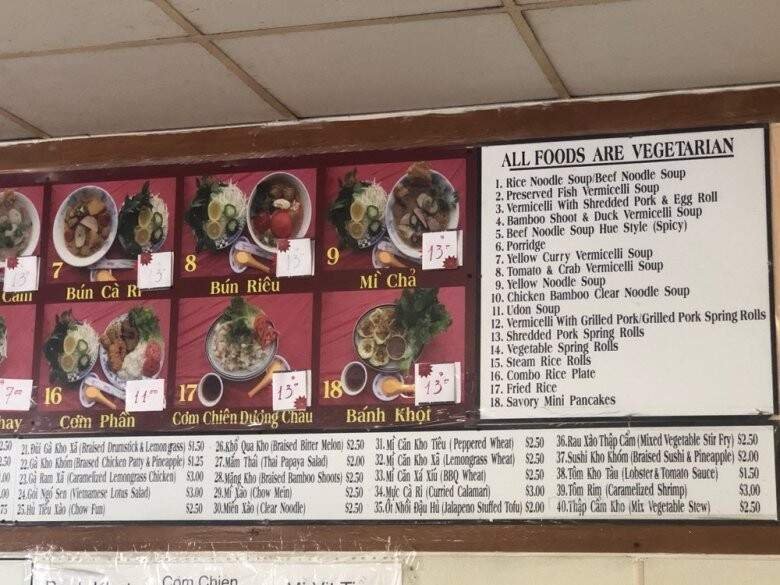 ALL FOODS ARE VEGETARIAN
1. Rice Noodle Soup/Beef Noodle Soup
2. Preserved Fish Vermicelli Soup
3. Vermicelli With Shredded Pork & Egg Roll
4. Bamboo Shoot & Duck Vermicelli Soup
5. Beef Noodle Soup Hue Style (Spicy)
6. Porridge
7. Yellow Curry Vermicelli Soup
8. Tomato & Crab Vermicelli Soup
9. Yellow Noodle Soup
10. Chicken Bamboo Clear Noodle Soup
11. Udon Soup
12. Vermicelli With Grilled Pork/Grilled Pork Spring Rolls
13. Shredded Pork Spring Rolls
14. Vegetable Spring Rolls
15. Steam Rice Rolls
16. Combo Rice Plate
17. Fried Rice
18. Savory Mini Pancakes
7 Bún Cà Ri 13
8 Bún Riêu 13
9 Mì Chả 13
7.00
16 Cơm Phần 11.00
17 Cơm Chiên Dương Châu 13
18 Bánh Khọt 13
21. Đùi Gà Kho Xã (Braised Drumstick & Lemon grass) $1.50
22. Gà Kho Khóm (Braised Chicken Patty & Pineapple) $1.25
23. Gà Ram Xã (Caramelized Lemongrass Chicken) $3.00
24. Gỏi Ngó Sen (Vietnamese Lotus Salad) $3.00
25. Hủ Tiếu Xào (Chow Fun) $2.50
26. Khổ Qua Kho (Braised Bitter Melon) $2.50
27. Mắm Thái (Thai Papaya Salad) $2.00
28. Măng Kho (Braised Bamboo Shoots) $2.50
29. Mì Xào (Chow Mein) $2.50
30. Miến Xào (Clear Noodle) $2.50
31. Mì Căn Kho Tiêu (Peppered Wheat) $2.50
32. Mì Căn Kho Xã (Lemongrass Wheat) $2.50
33. Mì Căn Xá Xíu (BBQ Wheat) $2.50
34. Mực Cà Ri (Curried Calamari) $3.00
35. Ớt Nhồi Đậu Hủ (Jalapeno Stuffed Tofu) $2.00
36. Rau Xào Thập Cẩm (Mixed Vegetable Stir Fry) $2.50
37. Sushi Kho Khóm (Braised Sushi & Pineapple) $2.00
38. Tôm Kho Tàu (Lobster & Tomato Sauce) $1.50
39. Tôm Rim (Caramelized Shrimp) $3.00
40. Thập Cẩm Kho (Mix Vegetable Stew) $2.50
Cơm Chiên